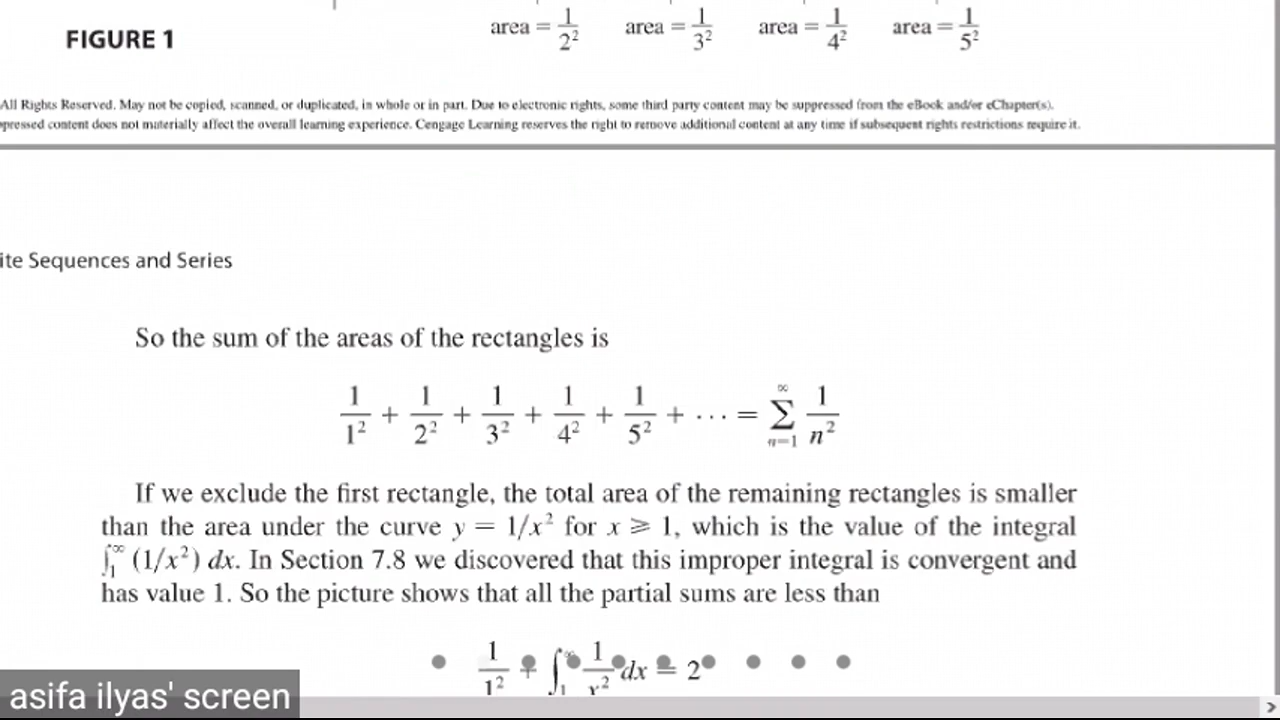 area = 1/2² area = 1/3² area = 1/4² area = 1/5²
FIGURE 1
All Rights Reserved. May not be copied, scanned, or duplicated, in whole or in part. Due to electronic rights, some third party content may be suppressed from the eBook and/or eChapter(s).
pressed content does not materially affect the overall learning experience. Cengage Learning reserves the right to remove additional content at any time if subsequent rights restrictions require it.
ite Sequences and Series
So the sum of the areas of the rectangles is
1/1² + 1/2² + 1/3² + 1/4² + 1/5² + ··· = ∑_{n=1}^{∞} 1/n²
If we exclude the first rectangle, the total area of the remaining rectangles is smaller
than the area under the curve y = 1/x² for x ⩾ 1, which is the value of the integral
∫₁^∞ (1/x²) dx. In Section 7.8 we discovered that this improper integral is convergent and
has value 1. So the picture shows that all the partial sums are less than
1/1² + ∫₁^∞ 1/x² dx = 2
asifa ilyas' screen